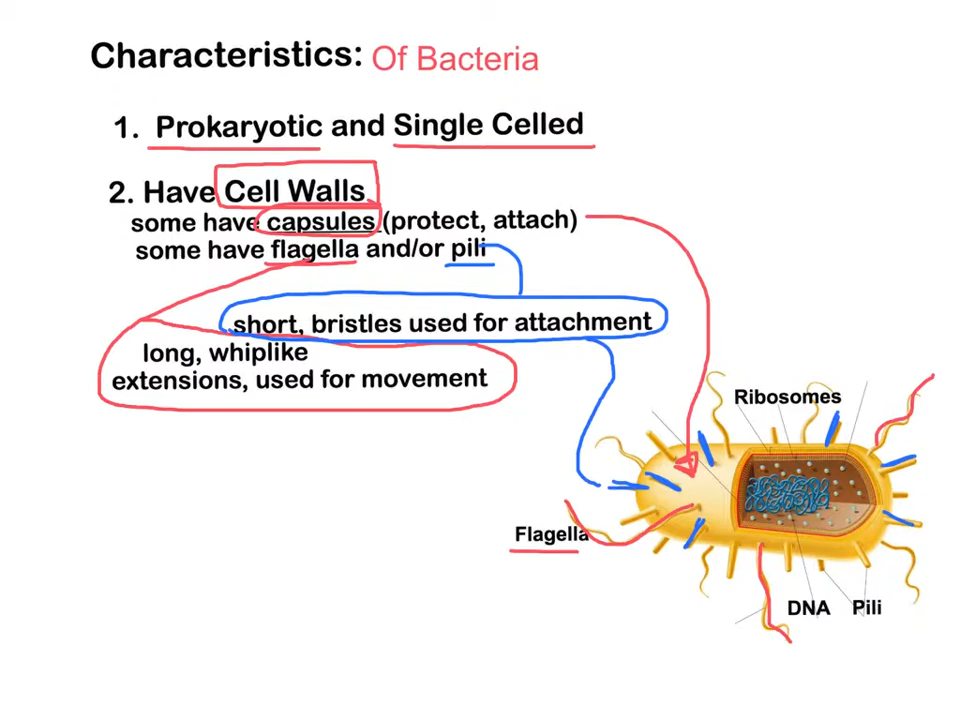 Characteristics: Of Bacteria
1. Prokaryotic and Single Celled
2. Have Cell Walls
some have capsules (protect, attach)
some have flagella and/or pili
short, bristles used for attachment
long, whiplike
extensions, used for movement
Ribosomes
Flagella
DNA Pili